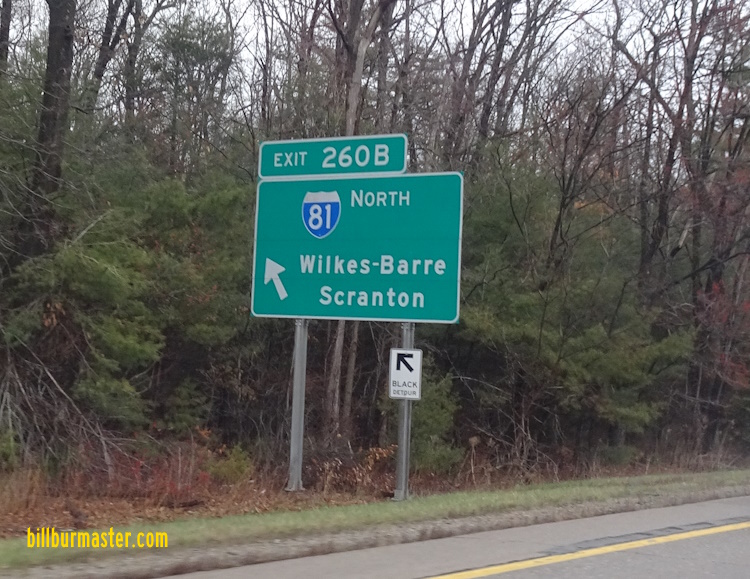 EXIT 260B
81 NORTH
Wilkes-Barre
Scranton
BLACK
DETOUR
billburmaster.com